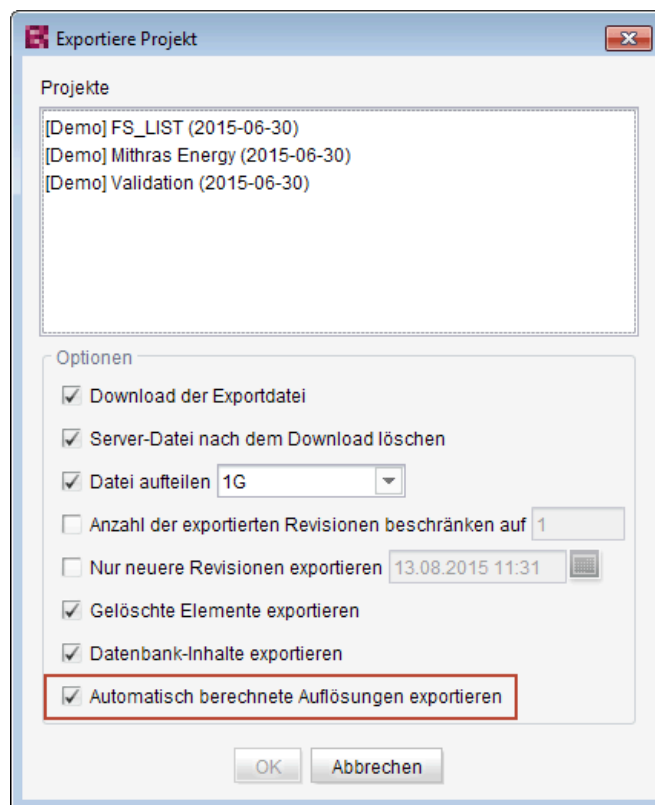 Exportiere Projekt
Projekte
[Demo] FS_LIST (2015-06-30)
[Demo] Mithras Energy (2015-06-30)
[Demo] Validation (2015-06-30)
Optionen
Download der Exportdatei
Server-Datei nach dem Download löschen
Datei aufteilen 1G
Anzahl der exportierten Revisionen beschränken auf 1
Nur neuere Revisionen exportieren 13.08.2015 11:31
Gelöschte Elemente exportieren
Datenbank-Inhalte exportieren
Automatisch berechnete Auflösungen exportieren
OK Abbrechen